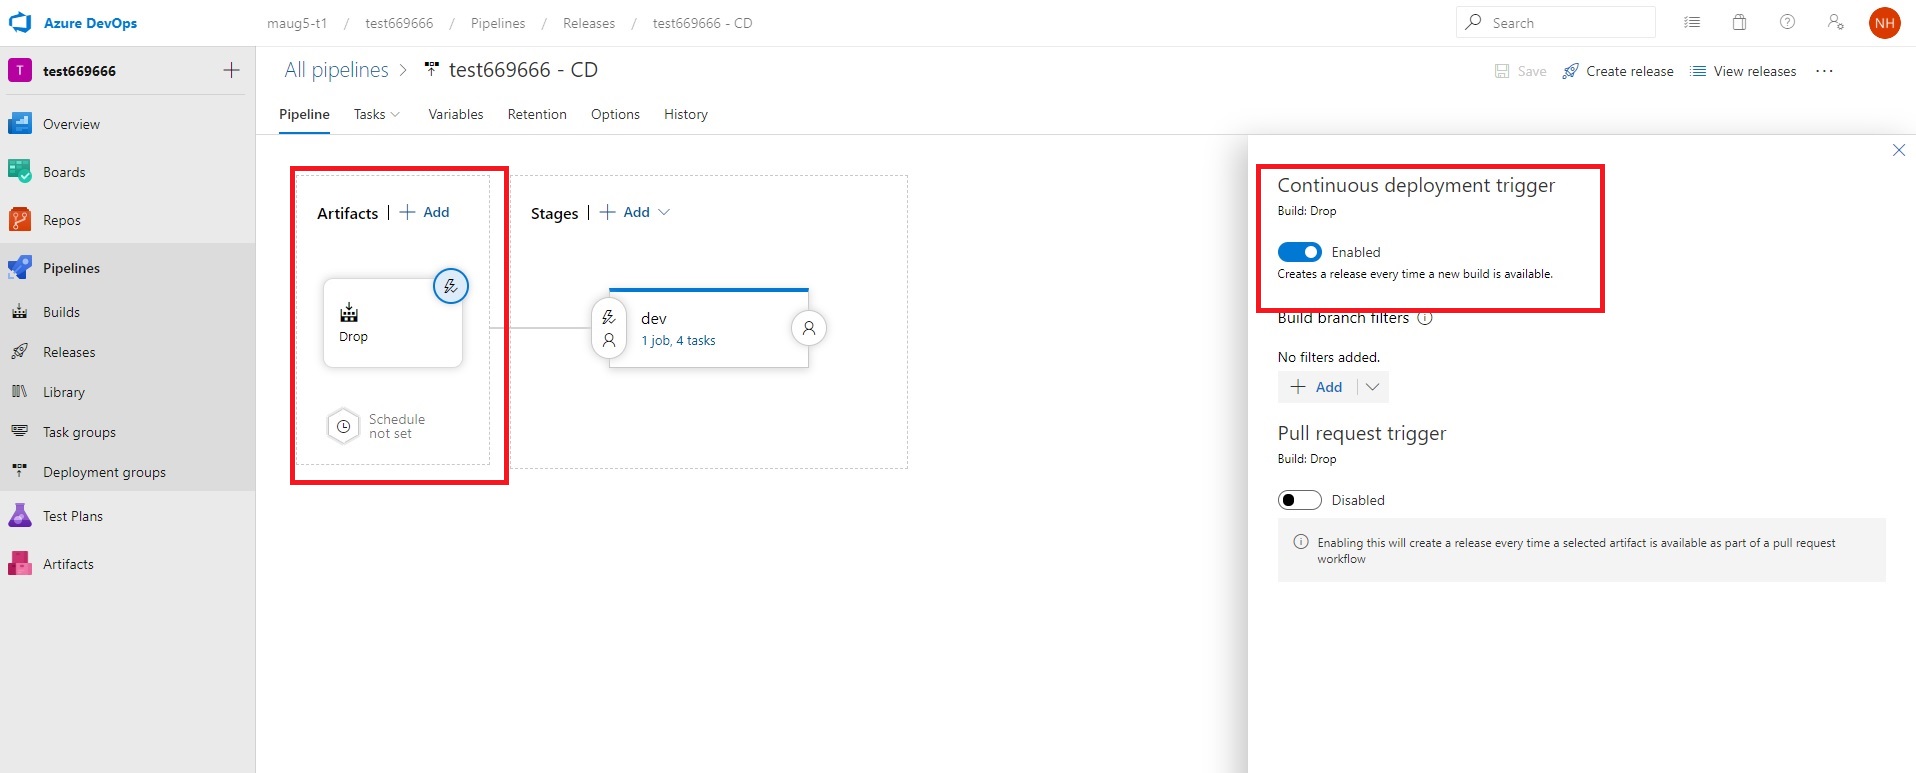 Azure DevOps
maug5-t1 / test669666 / Pipelines / Releases / test669666 - CD
Search
NH
T test669666
All pipelines > test669666 - CD
Save Create release View releases ...
Pipeline Tasks Variables Retention Options History
Overview
Boards
Repos
Pipelines
Builds
Releases
Library
Task groups
Deployment groups
Test Plans
Artifacts
Artifacts | + Add
Drop
Schedule
not set
Stages | + Add
dev
1 job, 4 tasks
Continuous deployment trigger
Build: Drop
Enabled
Creates a release every time a new build is available.
Build branch filters
No filters added.
+ Add
Pull request trigger
Build: Drop
Disabled
Enabling this will create a release every time a selected artifact is available as part of a pull request
workflow